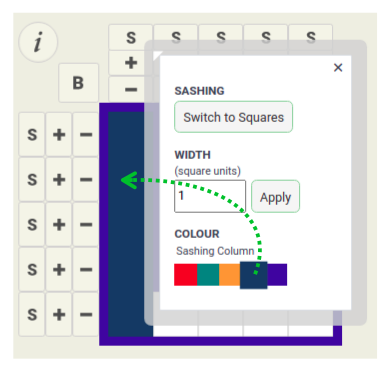 i
S S S S S
+
B
−
×
SASHING
Switch to Squares
S + −
WIDTH
(square units)
S + −
1 Apply
S + −
COLOUR
Sashing Column
S + −
S + −